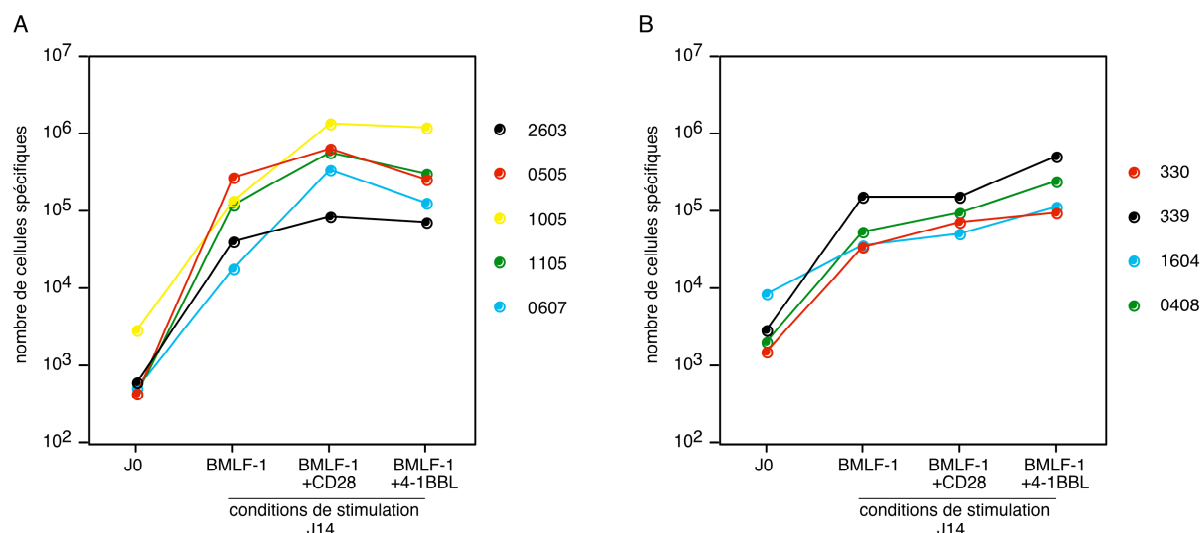 A
nombre de cellules spécifiques
10⁷
10⁶
10⁵
10⁴
10³
10²
J0
BMLF-1
BMLF-1
+CD28
BMLF-1
+4-1BBL
conditions de stimulation
J14
2603
0505
1005
1105
0607
B
nombre de cellules spécifiques
10⁷
10⁶
10⁵
10⁴
10³
10²
J0
BMLF-1
BMLF-1
+CD28
BMLF-1
+4-1BBL
conditions de stimulation
J14
330
339
1604
0408